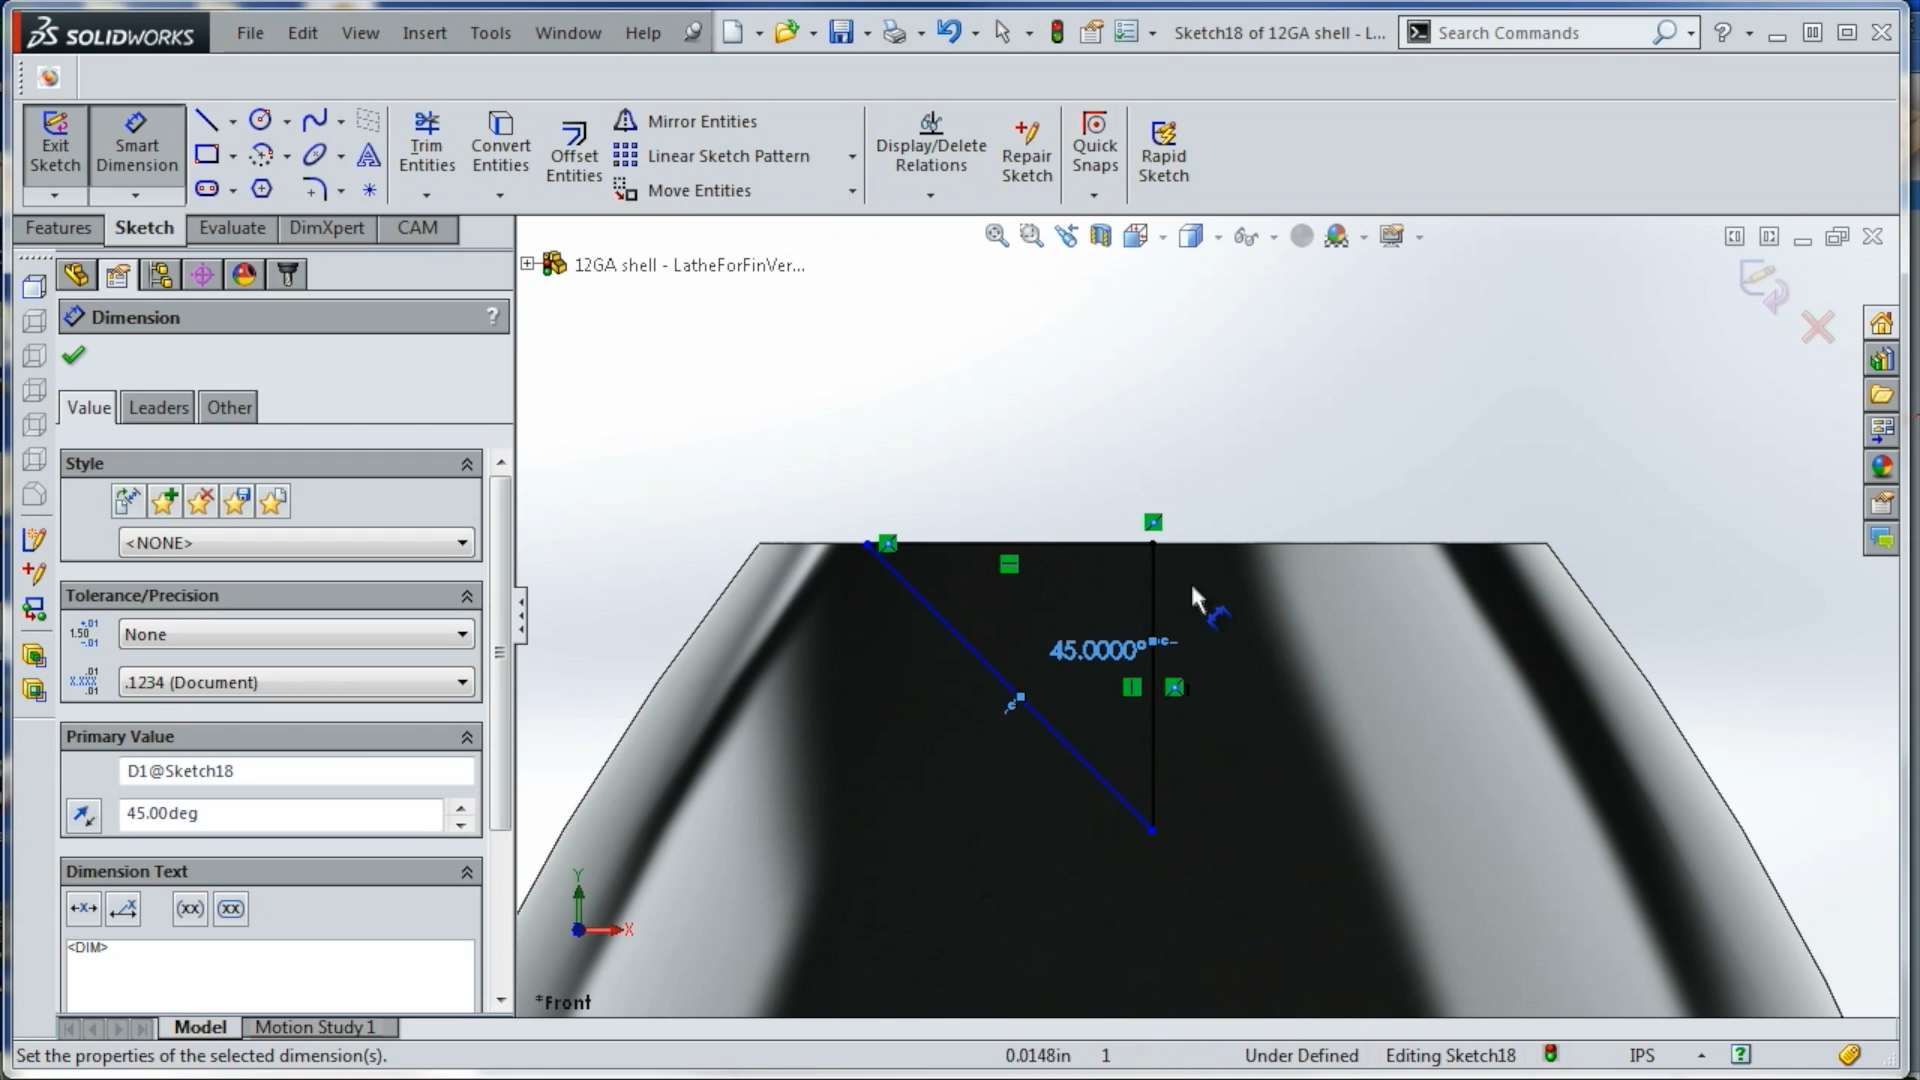 SOLIDWORKS File Edit View Insert Tools Window Help Sketch18 of 12GA shell - L... Search Commands ?
Exit Sketch
Smart Dimension
Trim Entities
Convert Entities
Offset Entities
Mirror Entities
Linear Sketch Pattern
Move Entities
Display/Delete Relations
Repair Sketch
Quick Snaps
Rapid Sketch
Features Sketch Evaluate DimXpert CAM
12GA shell - LatheForFinVer...
Dimension ?
Value Leaders Other
Style
<NONE>
Tolerance/Precision
None
.1234 (Document)
Primary Value
D1@Sketch18
45.00deg
Dimension Text
<DIM>
45.0000°
Y
X
*Front
Model Motion Study 1
Set the properties of the selected dimension(s). 0.0148in 1 Under Defined Editing Sketch18 IPS ?